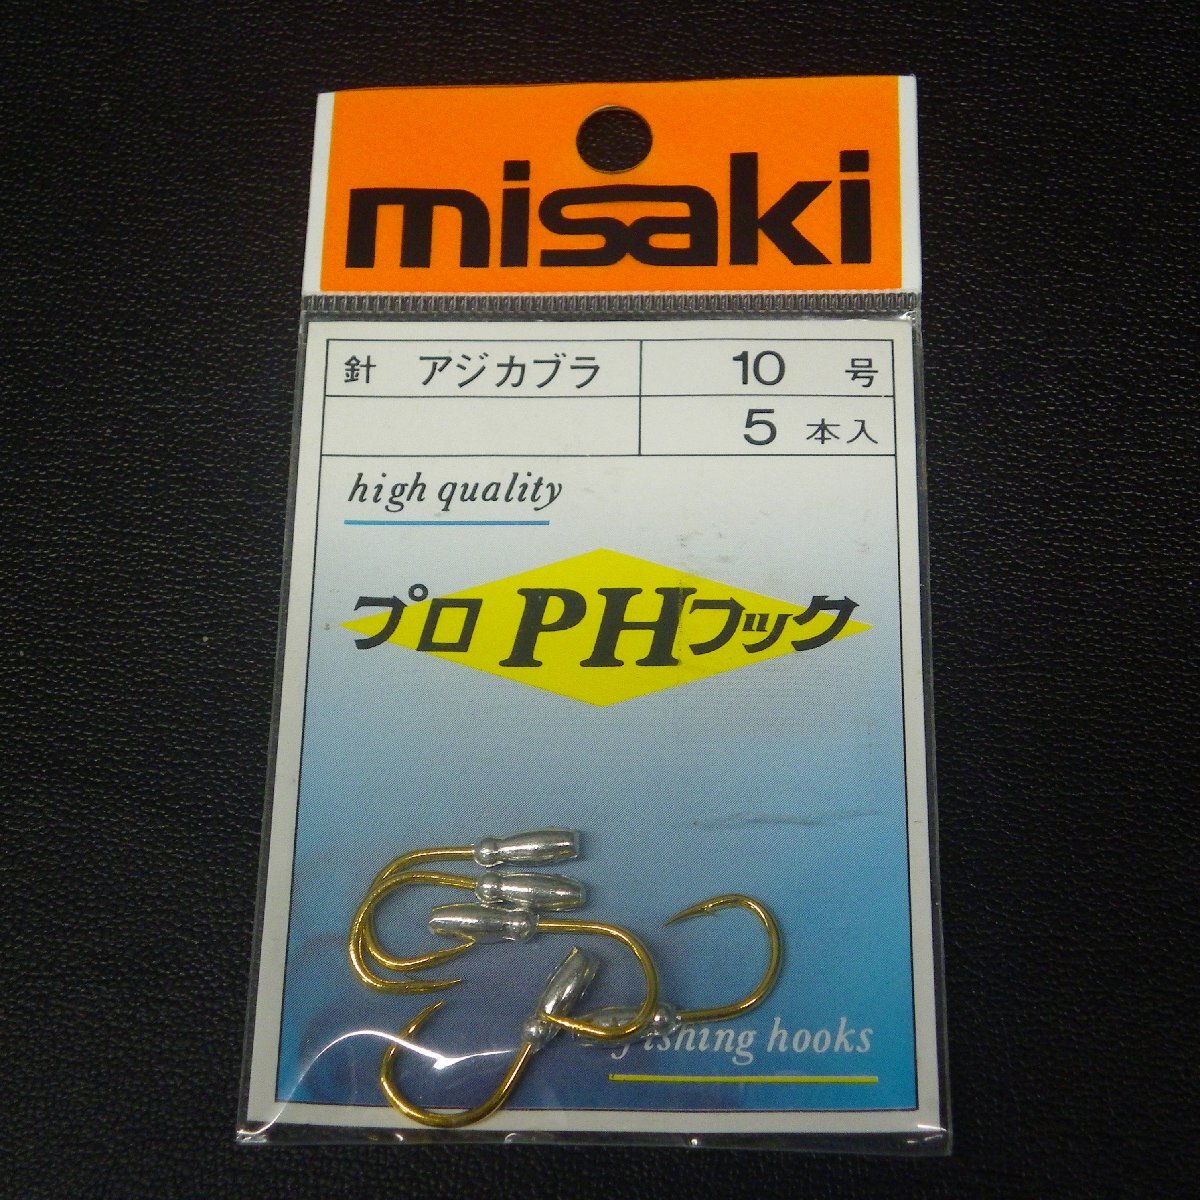 misaki
針 アジカブラ 10 号
5 本入
high quality
プロ PH フック
fishing hooks